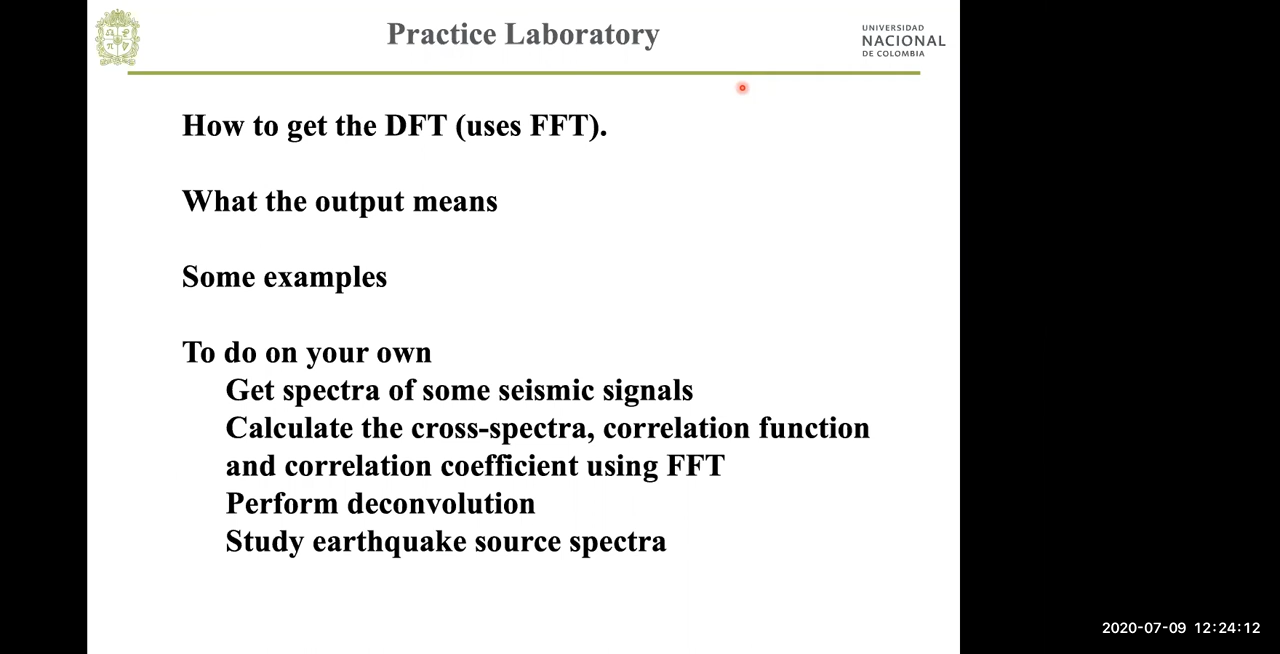 Practice Laboratory
UNIVERSIDAD
NACIONAL
DE COLOMBIA
How to get the DFT (uses FFT).
What the output means
Some examples
To do on your own
Get spectra of some seismic signals
Calculate the cross-spectra, correlation function
and correlation coefficient using FFT
Perform deconvolution
Study earthquake source spectra
2020-07-09 12:24:12